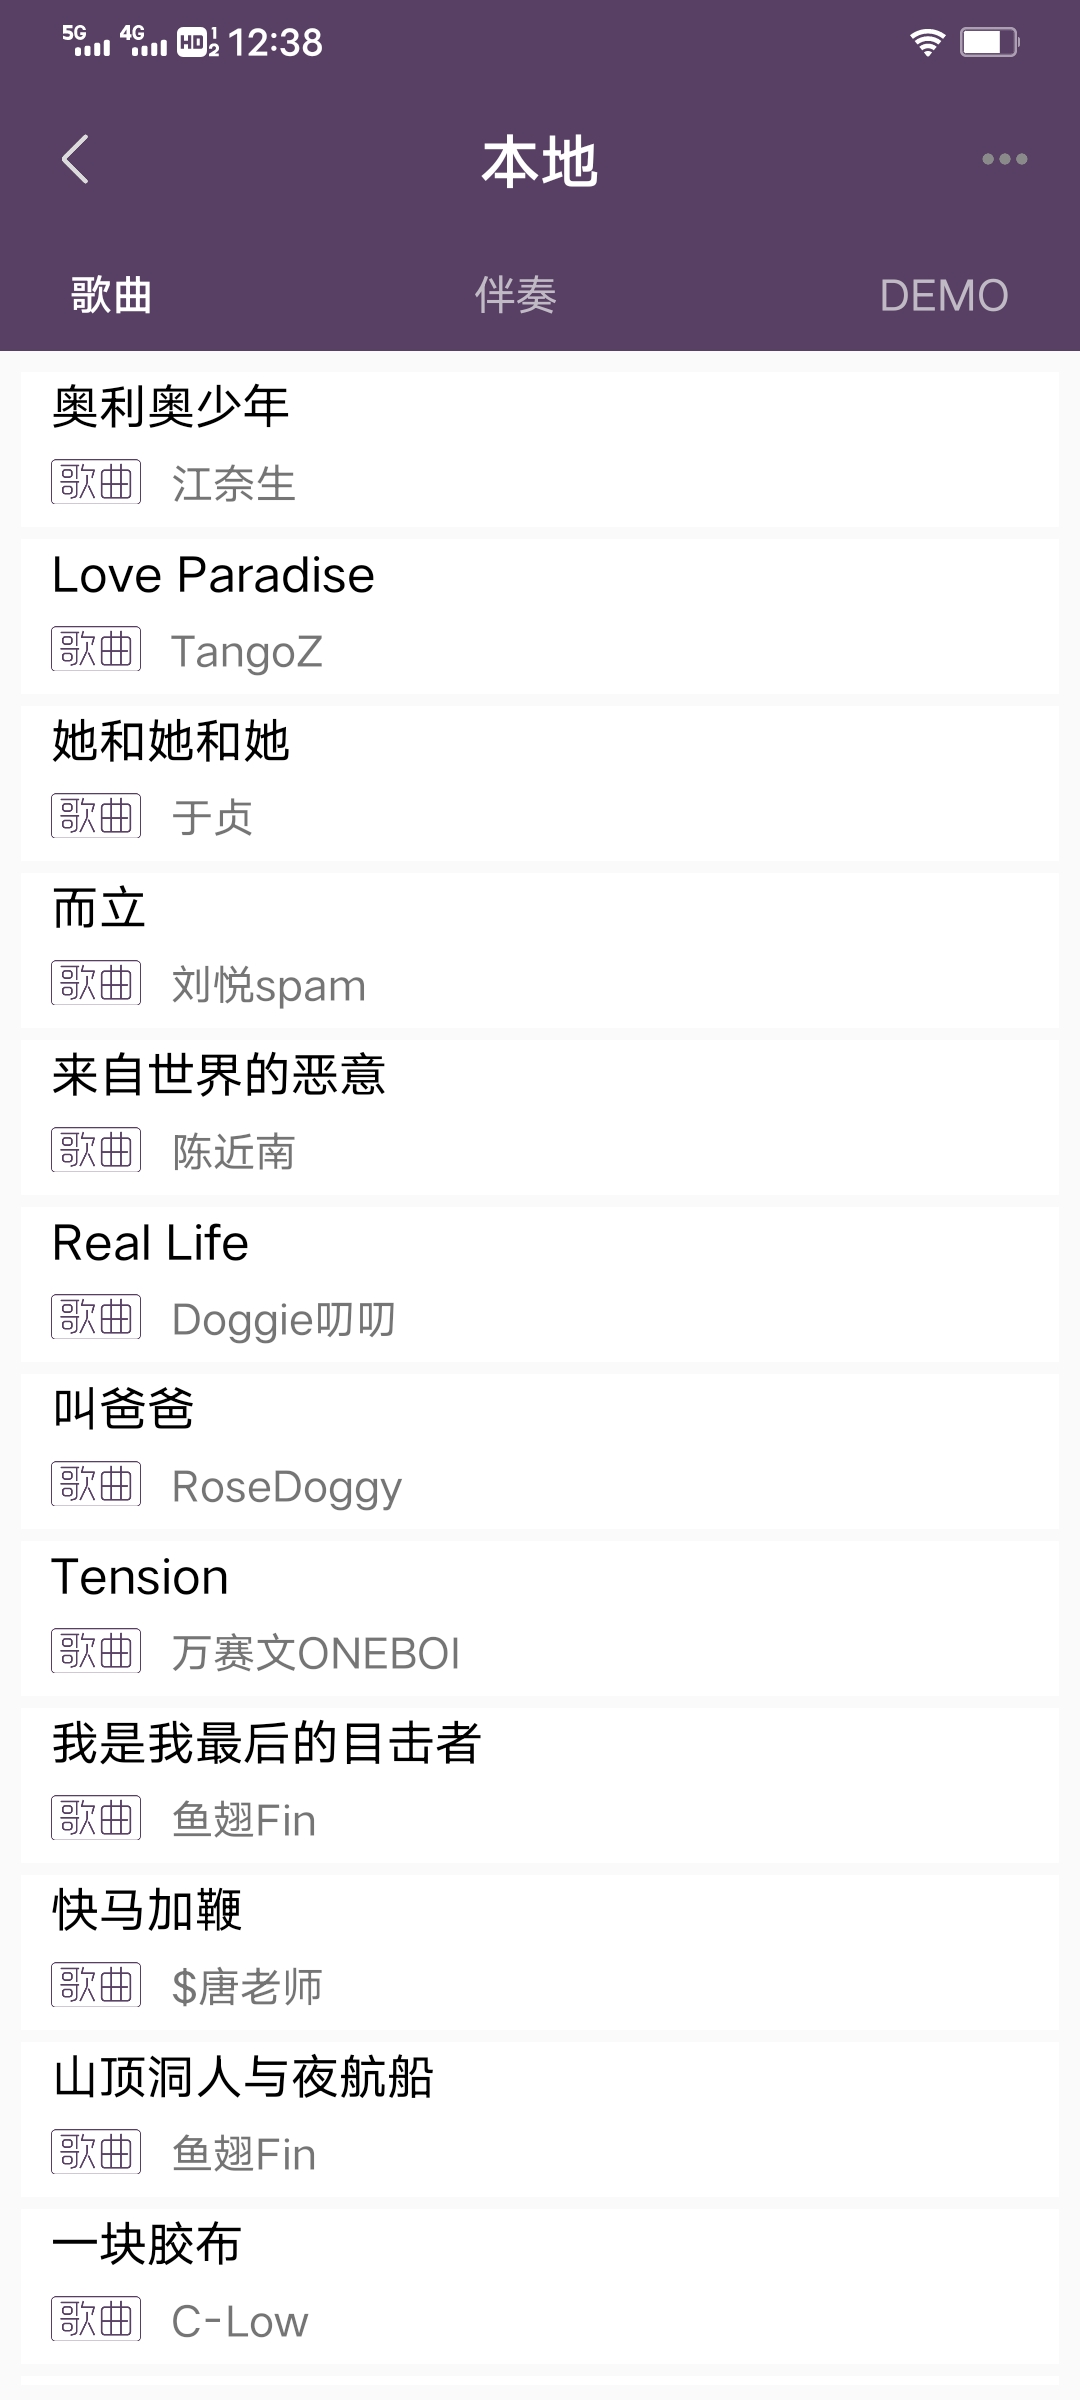 5G 4G HD 1 2 12:38
本地
歌曲 伴奏 DEMO
奥利奥少年
歌曲 江奈生
Love Paradise
歌曲 TangoZ
她和她和她
歌曲 于贞
而立
歌曲 刘悦spam
来自世界的恶意
歌曲 陈近南
Real Life
歌曲 Doggie叨叨
叫爸爸
歌曲 RoseDoggy
Tension
歌曲 万赛文ONEBOI
我是我最后的目击者
歌曲 鱼翅Fin
快马加鞭
歌曲 $唐老师
山顶洞人与夜航船
歌曲 鱼翅Fin
一块胶布
歌曲 C-Low